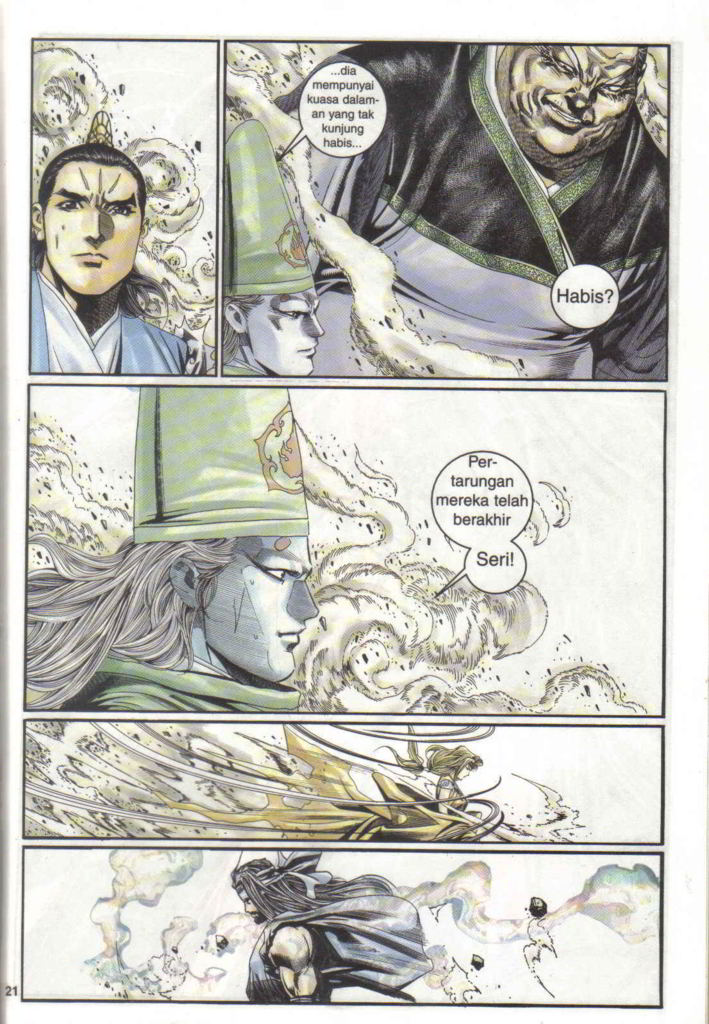 ...dia
mempunyai
kuasa dalam-
an yang tak
kunjung
habis...
Habis?
Per-
tarungan
mereka telah
berakhir
Seri!
21